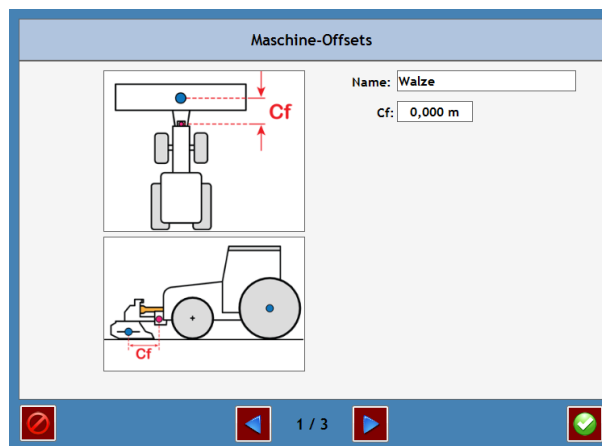 Maschine-Offsets
Name: Walze
Cf: 0,000 m
Cf
Cf
1 / 3